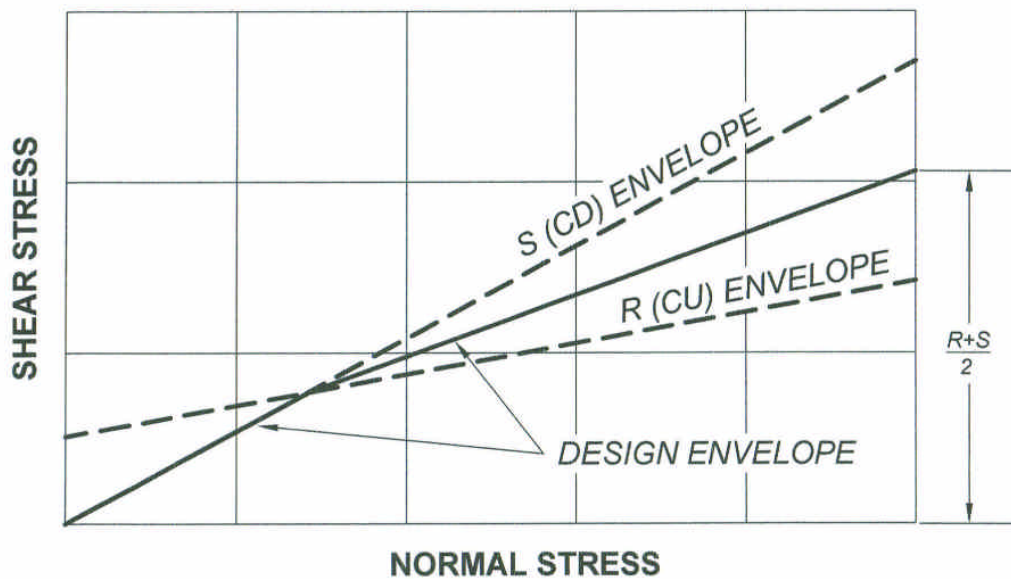 SHEAR STRESS
S (CD) ENVELOPE
R (CU) ENVELOPE
R+S
2
DESIGN ENVELOPE
NORMAL STRESS